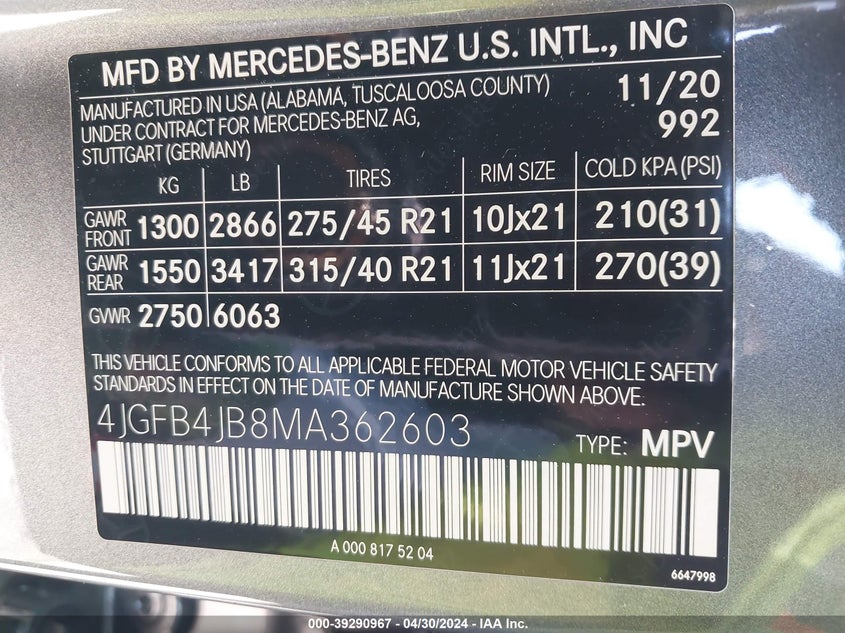 MFD BY MERCEDES-BENZ U.S. INTL., INC
MANUFACTURED IN USA (ALABAMA, TUSCALOOSA COUNTY) 11/20
UNDER CONTRACT FOR MERCEDES-BENZ AG, 992
STUTTGART (GERMANY)
KG LB TIRES RIM SIZE COLD KPA (PSI)
GAWR FRONT 1300 2866 275/45 R21 10Jx21 210(31)
GAWR REAR 1550 3417 315/40 R21 11Jx21 270(39)
GVWR 2750 6063
THIS VEHICLE CONFORMS TO ALL APPLICABLE FEDERAL MOTOR VEHICLE SAFETY
STANDARDS IN EFFECT ON THE DATE OF MANUFACTURE SHOWN ABOVE.
4JGFB4JB8MA362603 TYPE: MPV
A 000 817 52 04
6647998
000-39290967 - 04/30/2024 - IAA Inc.